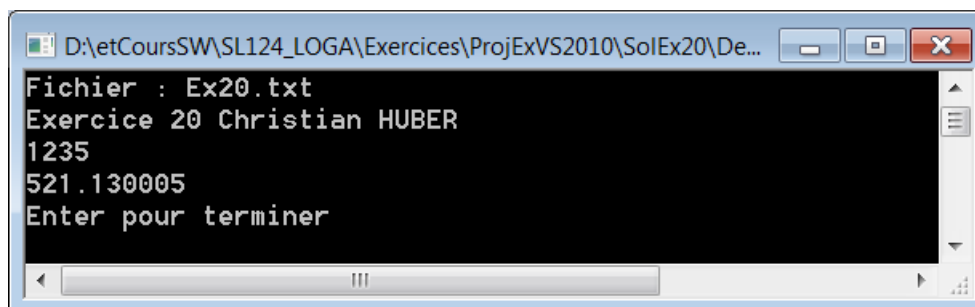 D:\etCoursSW\SL124_LOGA\Exercices\ProjExVS2010\SolEx20\De...
Fichier : Ex20.txt
Exercice 20 Christian HUBER
1235
521.130005
Enter pour terminer